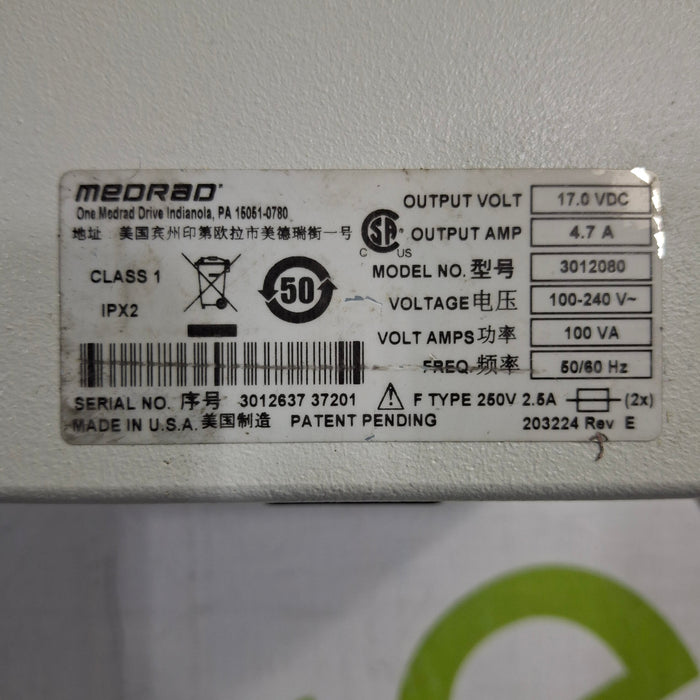 MEDRAD
One Medrad Drive Indianola, PA 15051-0780
地址: 美国宾州印第欧拉市美德瑞街一号
CLASS 1
IPX2
50
SA
C US
OUTPUT VOLT 17.0 VDC
OUTPUT AMP 4.7 A
MODEL NO. 型号 3012080
VOLTAGE 电压 100-240 V~
VOLT AMPS 功率 100 VA
FREQ. 频率 50/60 Hz
SERIAL NO. 序号 3012637 37201
F TYPE 250V 2.5A (2x)
MADE IN U.S.A. 美国制造 PATENT PENDING
203224 Rev E